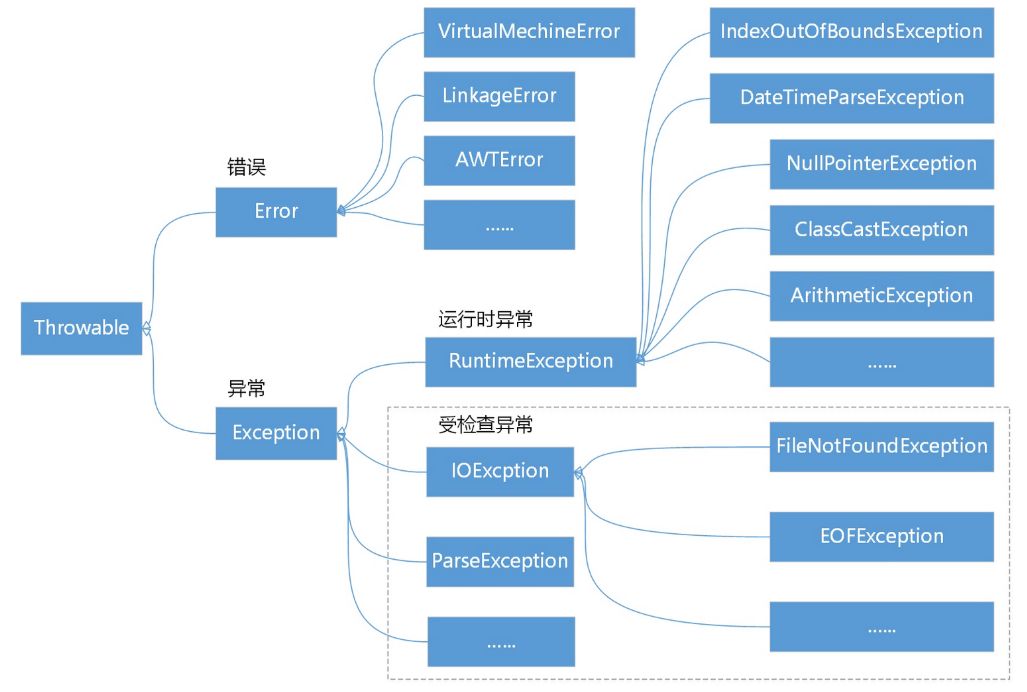 VirtualMechineError
IndexOutOfBoundsException
LinkageError
DateTimeParseException
AWTError
NullPointerException
错误
Error
……
ClassCastException
ArithmeticException
Throwable
运行时异常
RuntimeException
……
异常
Exception
受检查异常
IOExcption
FileNotFoundException
EOFException
ParseException
……
……